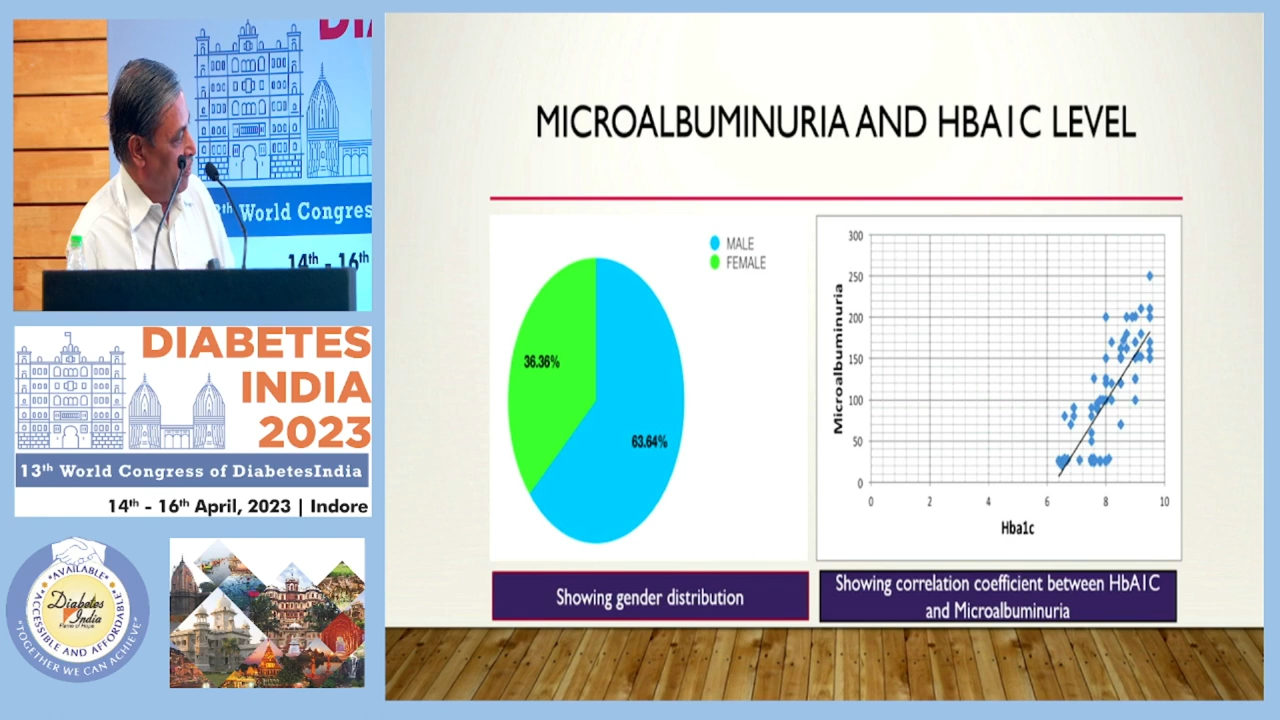 th World Congres
14th - 16th
DIABETES
INDIA
2023
13th World Congress of DiabetesIndia
14th - 16th April, 2023 | Indore
*AVAILABLE*
*ACCESSIBLE AND AFFORDABLE*
Diabetes
India
"TOGETHER WE CAN ACHIEVE"
MICROALBUMINURIA AND HBA1C LEVEL
MALE
FEMALE
36.36%
63.64%
Showing gender distribution
300
250
200
150
100
50
0
Microalbuminuria
0 2 4 6 8 10
Hba1c
Showing correlation coefficient between HbA1C
and Microalbuminuria